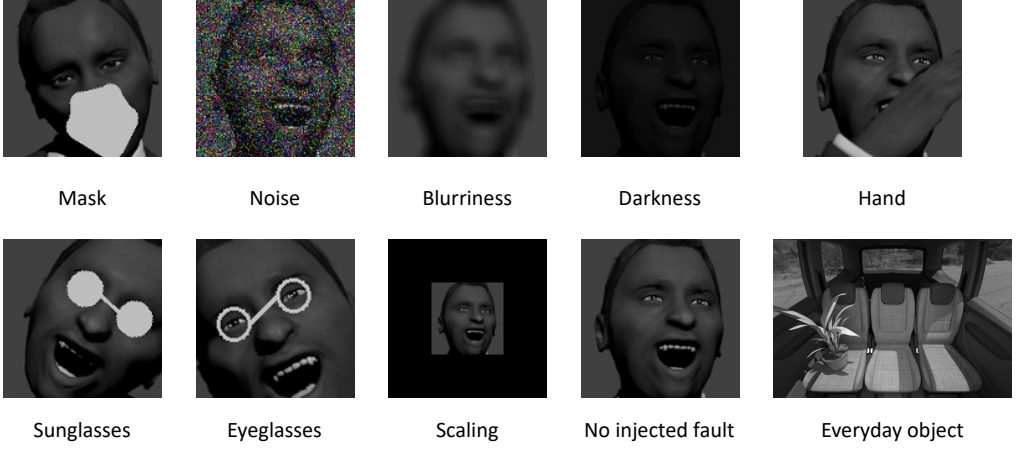 Mask
Noise
Blurriness
Darkness
Hand
Sunglasses
Eyeglasses
Scaling
No injected fault
Everyday object